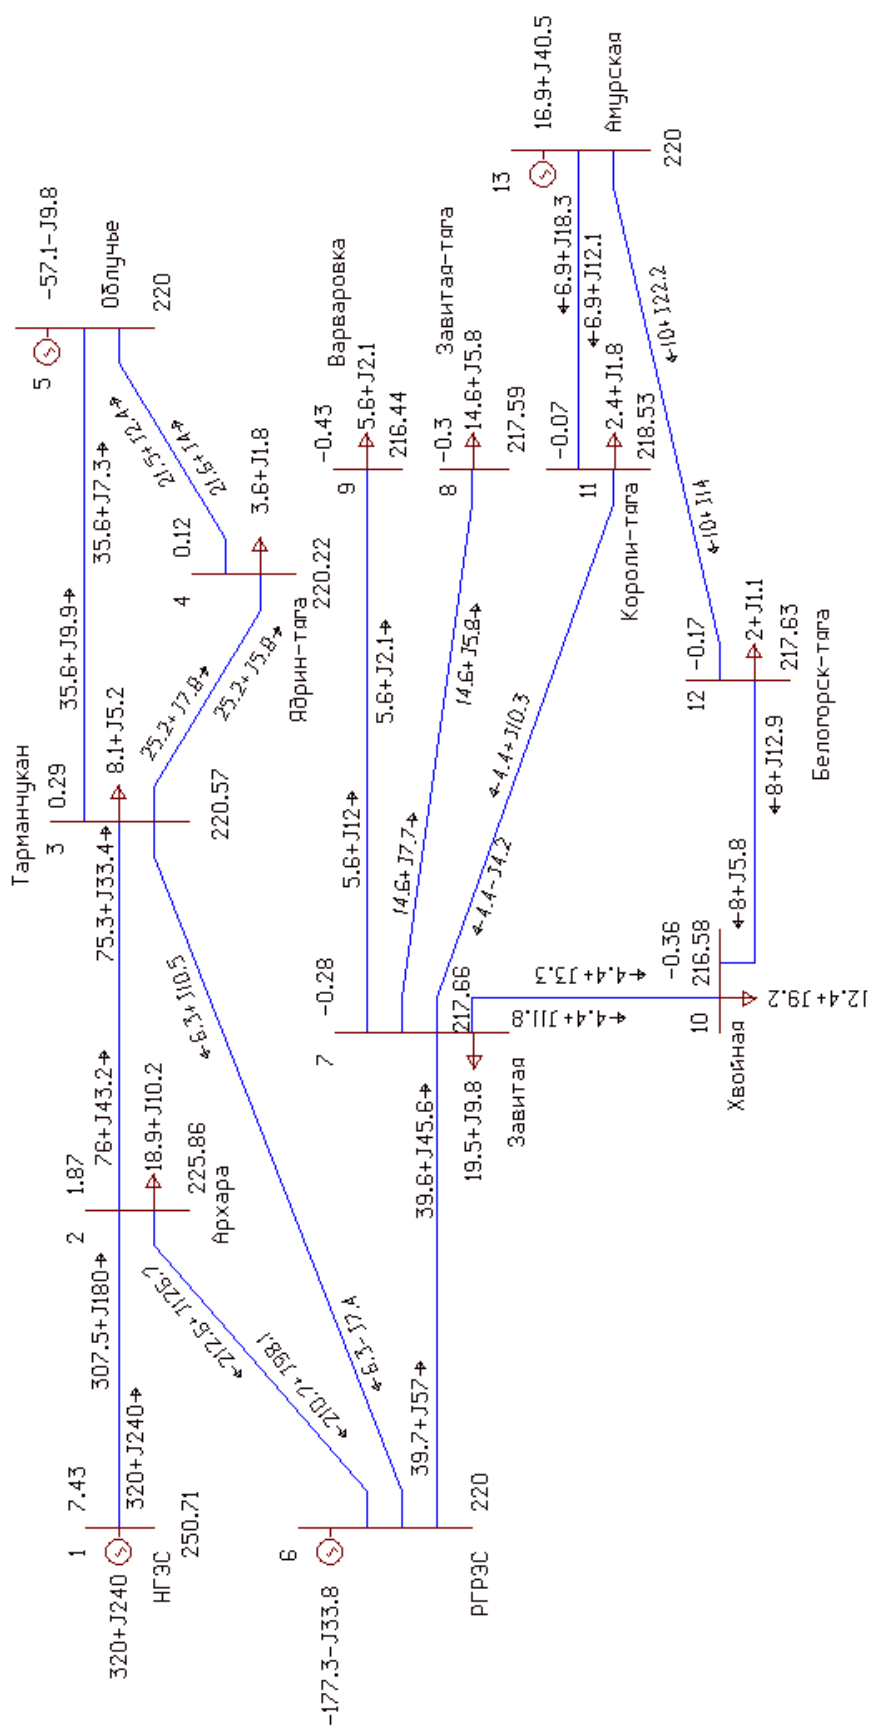 320+J240
1
НГЭС
7.43
250.71
320+J240→
307.5+J180→
2
Архара
1.87
225.86
18.9+J10.2
76+J43.2→
75.3+J33.4→
Тарманчукан
3
0.29
220.57
8.1+J5.2
35.6+J9.9→
35.6+J7.3→
25.2+J7.8→
25.2+J5.8→
4
0.12
220.22
Ядрин-тяга
3.6+J1.8
21.6+J4→
21.5+J2.4→
5
-57.1-J9.8
Облучье
220
-177.3-J33.8
6
РГРЭС
220
←212.6+J126.7
←210.7+J98.1
←6.3+J10.5
←6.3-J7.4
39.7+J57→
39.6+J45.6→
7
-0.28
217.66
Завитая
19.5+J9.8
5.6+J12→
5.6+J2.1→
9
-0.43
Варваровка
5.6+J2.1
216.44
14.6+J7.7→
14.6+J5.8→
8
-0.3
Завитая-тяга
14.6+J5.8
217.59
←4.4-J4.2
←4.4+J10.3
11
-0.07
2.4+J1.8
218.53
Короли-тяга
←6.9+J18.3
←6.9+J12.1
13
16.9+J40.5
Амурская
220
←10+J22.2
←10+J14
12
-0.17
2+J1.1
217.63
Белогорск-тяга
←8+J12.9
←8+J5.8
10
-0.36
216.58
Хвойная
12.4+J9.2
←4.4+J3.3
←4.4+J11.8